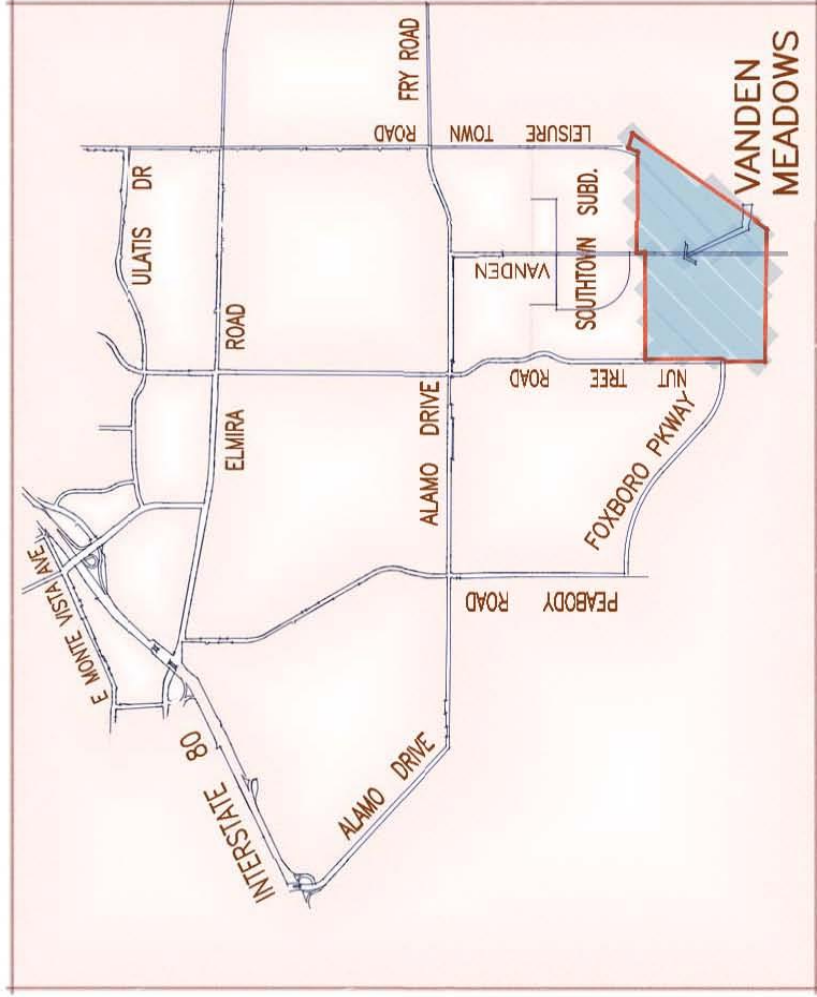 E MONTE VISTA AVE
ULATIS DR
INTERSTATE 80
ELMIRA ROAD
LEISURE TOWN ROAD
FRY ROAD
ALAMO DRIVE
ALAMO DRIVE
VANDEN
SOUTHTOWN SUBD.
NUT TREE ROAD
PEABODY ROAD
FOXBORO PKWAY
VANDEN
MEADOWS